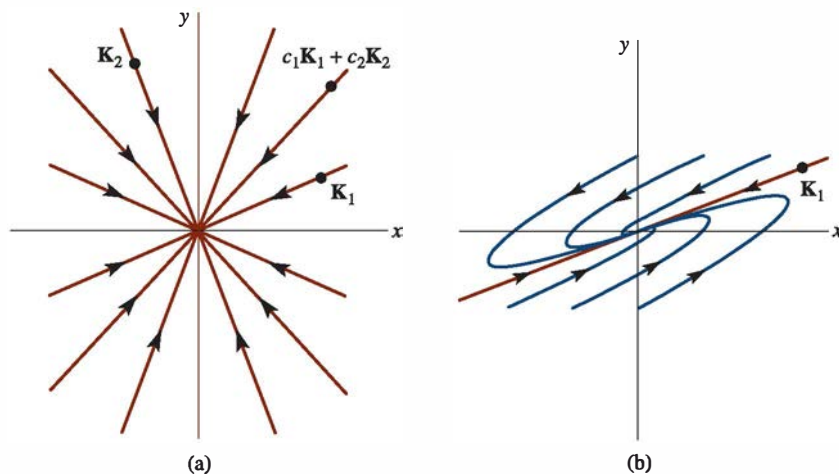 y
K₂
c₁K₁ + c₂K₂
K₁
x
(a)
y
K₁
x
(b)